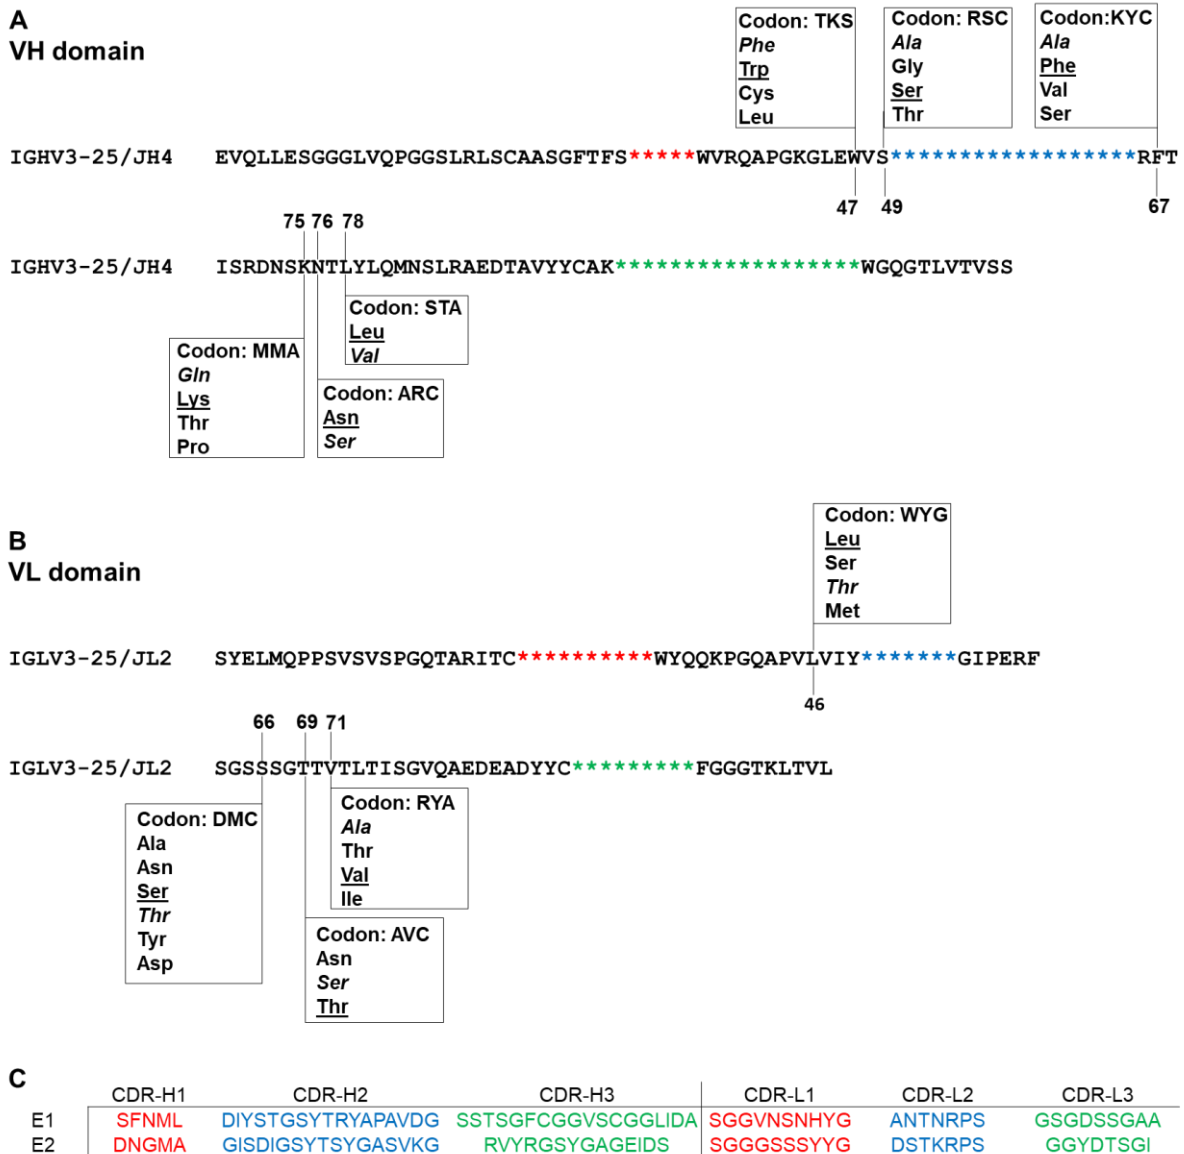 A
VH domain
Codon: TKS
Phe
Trp
Cys
Leu
Codon: RSC
Ala
Gly
Ser
Thr
Codon:KYC
Ala
Phe
Val
Ser
IGHV3-25/JH4 EVQLLESGGGLVQPGGSLRLSCAASGFTFS*****WVRQAPGKGLEWVS******************RFT
47 49 67
75 76 78
IGHV3-25/JH4 ISRDNSKNTLYLQMNSLRAEDTAVYYCAK******************WGQGTLVTVSS
Codon: STA
Leu
Val
Codon: MMA
Gln
Lys
Thr
Pro
Codon: ARC
Asn
Ser
B
VL domain
Codon: WYG
Leu
Ser
Thr
Met
IGLV3-25/JL2 SYELMQPPSVSVSPGQTARITC**********WYQQKPGQAPVLVIY*******GIPERF
46
66 69 71
IGLV3-25/JL2 SGSSSGTTVTLTISGVQAEDEADYYC*********FGGGTKLTVL
Codon: DMC
Ala
Asn
Ser
Thr
Tyr
Asp
Codon: RYA
Ala
Thr
Val
Ile
Codon: AVC
Asn
Ser
Thr
C
CDR-H1 CDR-H2 CDR-H3 CDR-L1 CDR-L2 CDR-L3
E1 SFNML DIYSTGSYTRYAPAVDG SSTSGFCGGVSCGGLIDA SGGVNSNHYG ANTNRPS GSGDSSGAA
E2 DNGMA GISDIGSYTSYGASVKG RVYRGSYGAGEIDS SGGGSSSYYG DSTKRPS GGYDTSGI